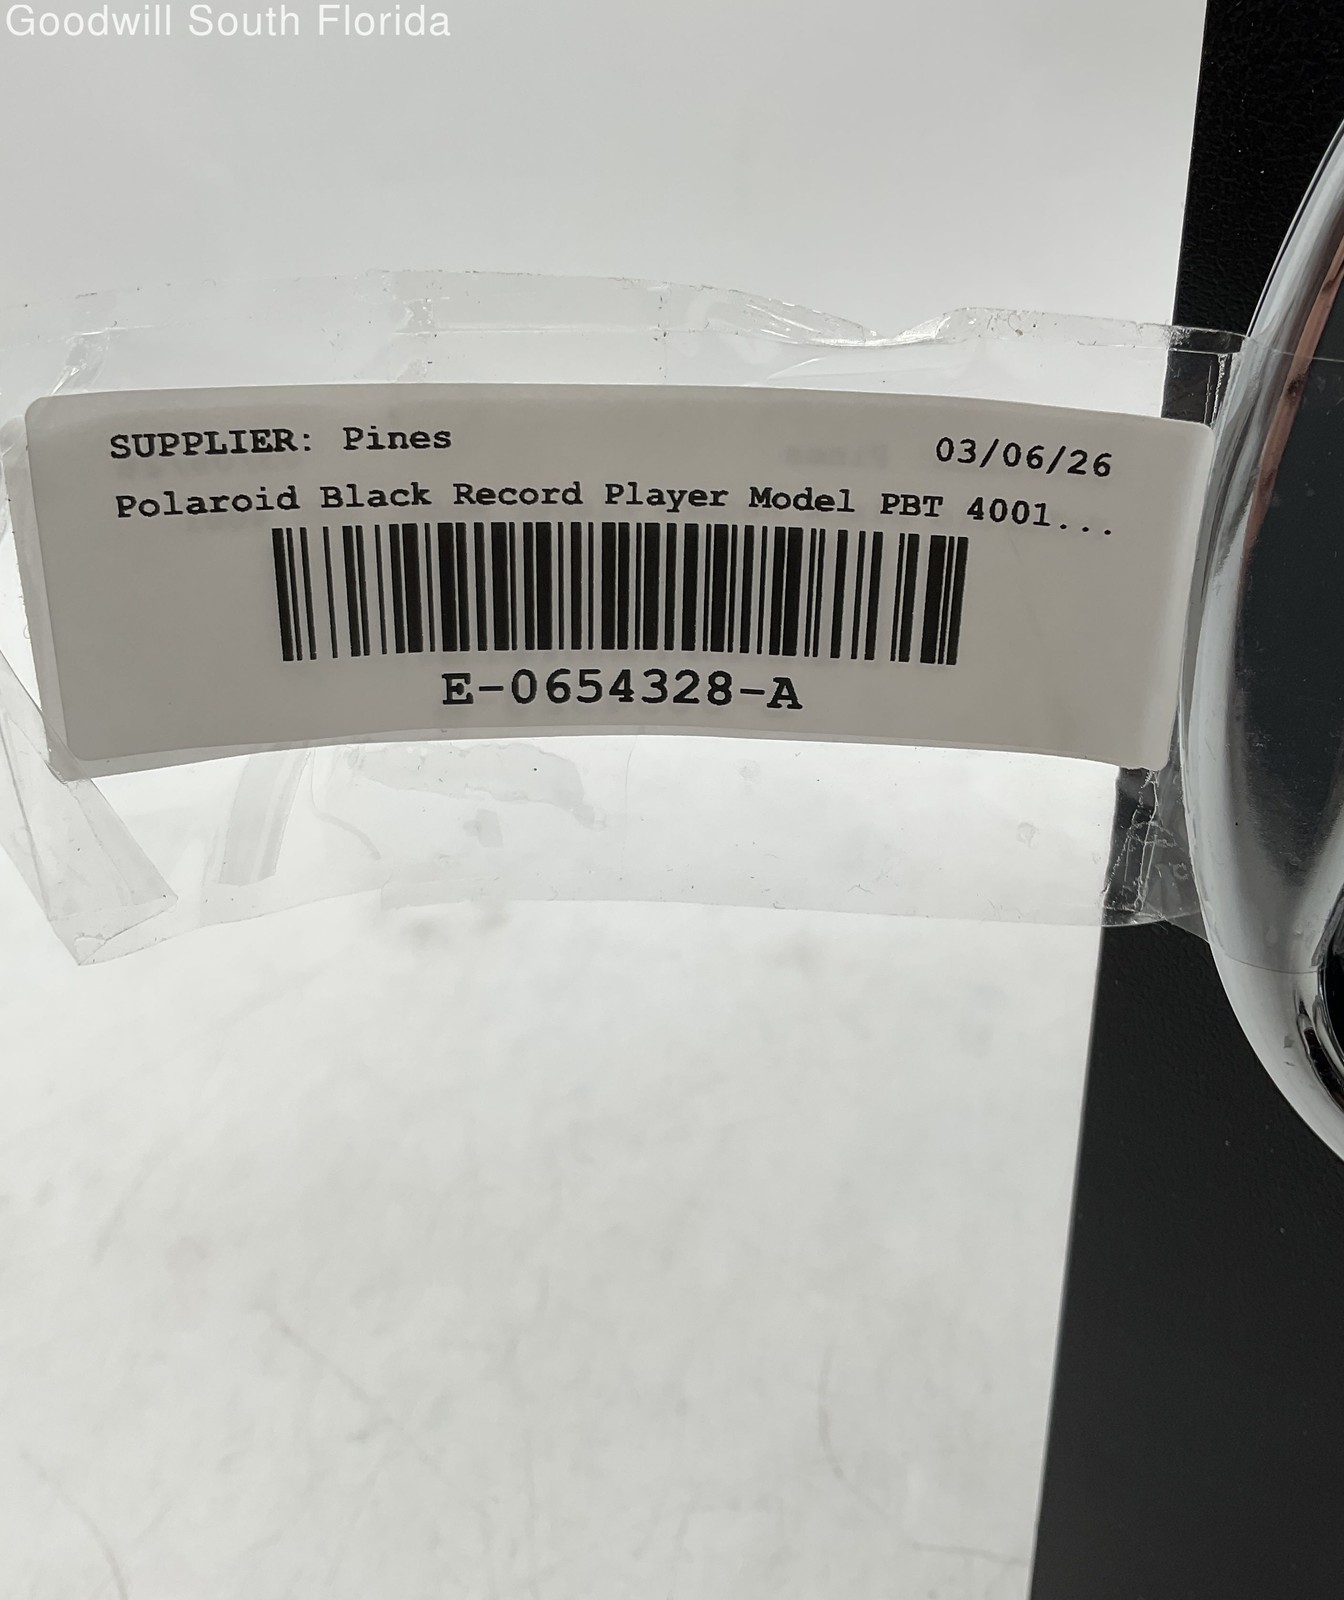 Goodwill South Florida
SUPPLIER: Pines
03/06/26
Polaroid Black Record Player Model PBT 4001...
E-0654328-A